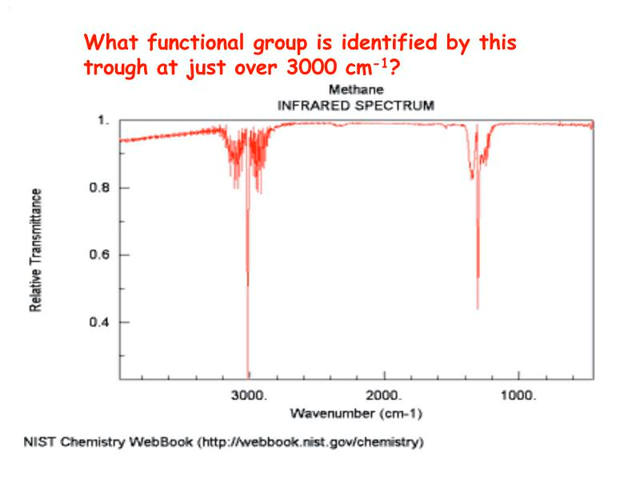 What functional group is identified by this
trough at just over 3000 cm-1?
Methane
INFRARED SPECTRUM
1.
0.8
0.6
0.4
Relative Transmittance
3000.
2000.
1000.
Wavenumber (cm-1)
NIST Chemistry WebBook (http://webbook.nist.gov/chemistry)